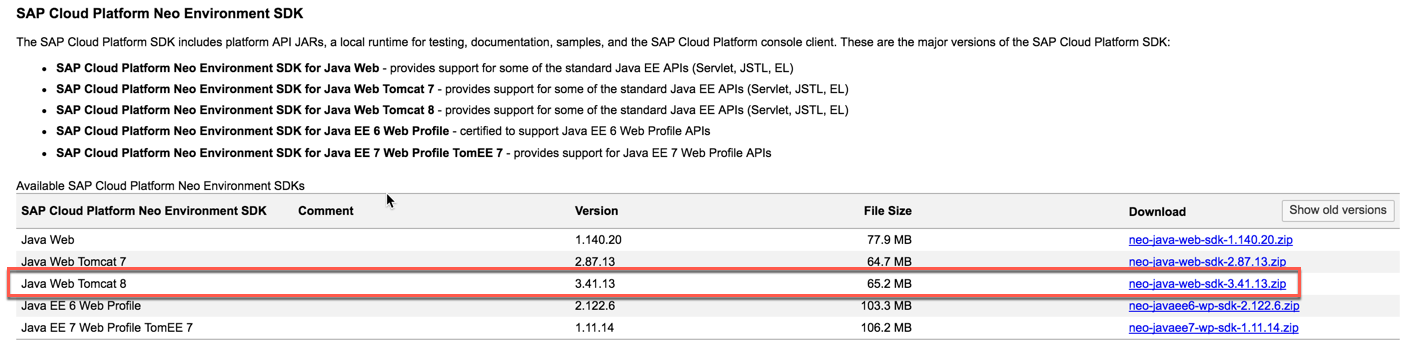 SAP Cloud Platform Neo Environment SDK
The SAP Cloud Platform SDK includes platform API JARs, a local runtime for testing, documentation, samples, and the SAP Cloud Platform console client. These are the major versions of the SAP Cloud Platform SDK:
• SAP Cloud Platform Neo Environment SDK for Java Web - provides support for some of the standard Java EE APIs (Servlet, JSTL, EL)
• SAP Cloud Platform Neo Environment SDK for Java Web Tomcat 7 - provides support for some of the standard Java EE APIs (Servlet, JSTL, EL)
• SAP Cloud Platform Neo Environment SDK for Java Web Tomcat 8 - provides support for some of the standard Java EE APIs (Servlet, JSTL, EL)
• SAP Cloud Platform Neo Environment SDK for Java EE 6 Web Profile - certified to support Java EE 6 Web Profile APIs
• SAP Cloud Platform Neo Environment SDK for Java EE 7 Web Profile TomEE 7 - provides support for Java EE 7 Web Profile APIs
Available SAP Cloud Platform Neo Environment SDKs
SAP Cloud Platform Neo Environment SDK Comment Version File Size Download Show old versions
Java Web 1.140.20 77.9 MB neo-java-web-sdk-1.140.20.zip
Java Web Tomcat 7 2.87.13 64.7 MB neo-java-web-sdk-2.87.13.zip
Java Web Tomcat 8 3.41.13 65.2 MB neo-java-web-sdk-3.41.13.zip
Java EE 6 Web Profile 2.122.6 103.3 MB neo-javaee6-wp-sdk-2.122.6.zip
Java EE 7 Web Profile TomEE 7 1.11.14 106.2 MB neo-javaee7-wp-sdk-1.11.14.zip